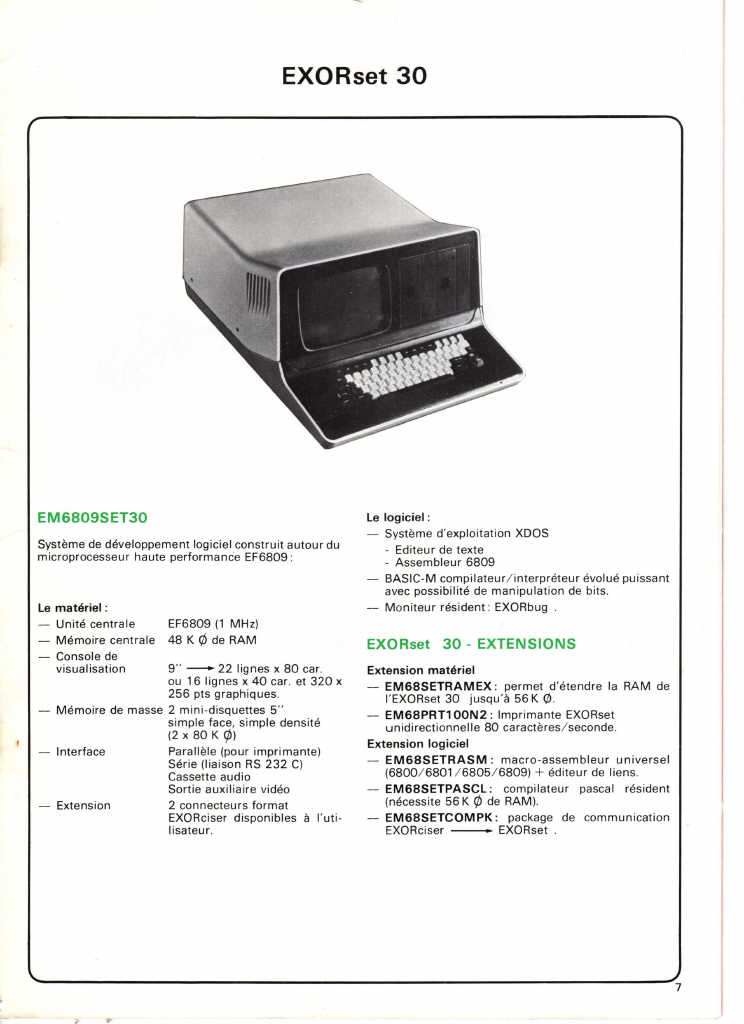 EXORset 30
EM6809SET30
Système de développement logiciel construit autour du
microprocesseur haute performance EF6809 :
Le matériel :
— Unité centrale EF6809 (1 MHz)
— Mémoire centrale 48 K Ø de RAM
— Console de
visualisation 9'' → 22 lignes x 80 car.
ou 16 lignes x 40 car. et 320 x
256 pts graphiques.
— Mémoire de masse 2 mini-disquettes 5''
simple face, simple densité
(2 x 80 K Ø)
— Interface Parallèle (pour imprimante)
Série (liaison RS 232 C)
Cassette audio
Sortie auxiliaire vidéo
— Extension 2 connecteurs format
EXORciser disponibles à l'uti-
lisateur.
Le logiciel :
— Système d'exploitation XDOS
- Editeur de texte
- Assembleur 6809
— BASIC-M compilateur/interpréteur évolué puissant
avec possibilité de manipulation de bits.
— Moniteur résident : EXORbug .
EXORset 30 - EXTENSIONS
Extension matériel
— EM68SETRAMEX : permet d'étendre la RAM de
l'EXORset 30 jusqu'à 56 K Ø.
— EM68PRT100N2 : Imprimante EXORset
unidirectionnelle 80 caractères/seconde.
Extension logiciel
— EM68SETRASM : macro-assembleur universel
(6800/6801/6805/6809) + éditeur de liens.
— EM68SETPASCL : compilateur pascal résident
(nécessite 56 K Ø de RAM).
— EM68SETCOMPK : package de communication
EXORciser → EXORset .
7